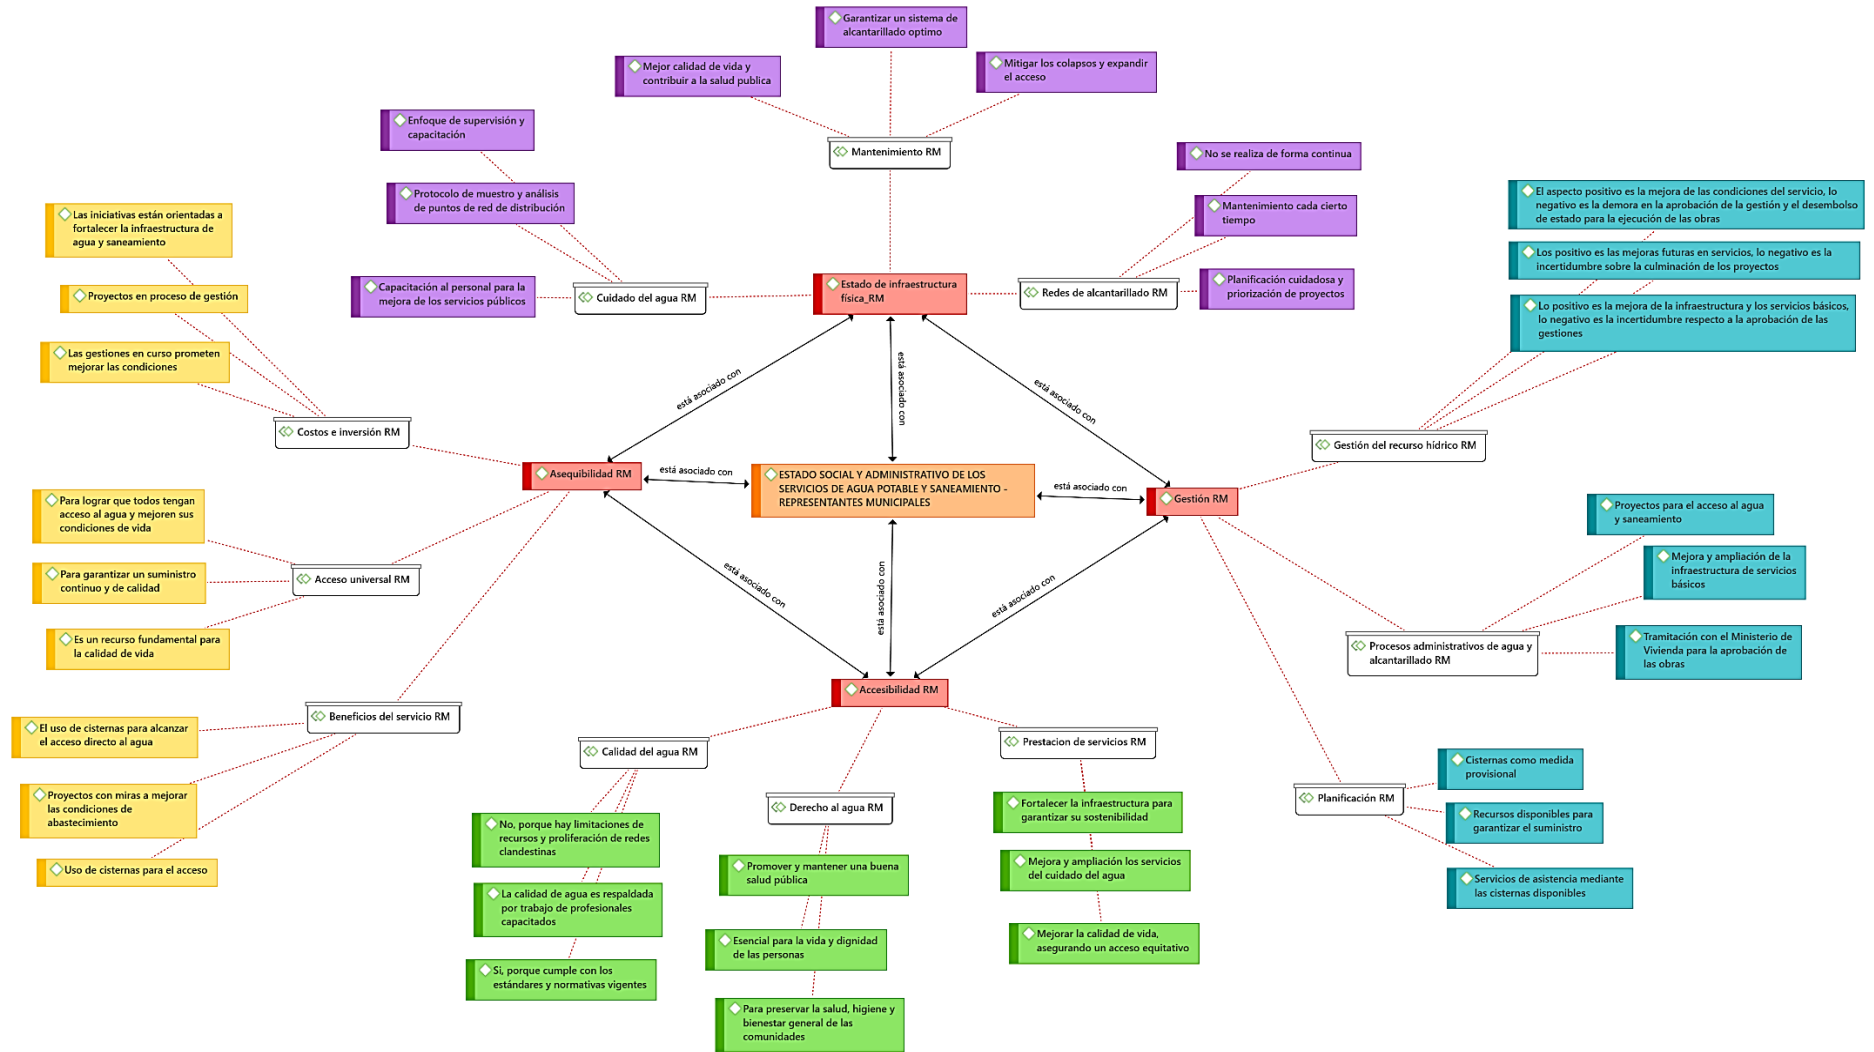 Garantizar un sistema de
alcantarillado optimo
Mejor calidad de vida y
contribuir a la salud publica
Mitigar los colapsos y expandir
el acceso
Enfoque de supervisión y
capacitación
Mantenimiento RM
No se realiza de forma continua
Protocolo de muestro y análisis
de puntos de red de distribución
Mantenimiento cada cierto
tiempo
El aspecto positivo es la mejora de las condiciones del servicio, lo
negativo es la demora en la aprobación de la gestión y el desembolso
de estado para la ejecución de las obras
Las iniciativas están orientadas a
fortalecer la infraestructura de
agua y saneamiento
Los positivo es las mejoras futuras en servicios, lo negativo es la
incertidumbre sobre la culminación de los proyectos
Proyectos en proceso de gestión
Capacitación al personal para la
mejora de los servicios públicos
Cuidado del agua RM
Estado de infraestructura
física_RM
Redes de alcantarillado RM
Planificación cuidadosa y
priorización de proyectos
Lo positivo es la mejora de la infraestructura y los servicios básicos,
lo negativo es la incertidumbre respecto a la aprobación de las
gestiones
Las gestiones en curso prometen
mejorar las condiciones
está asociado con
está asociado con
está asociado con
Costos e inversión RM
Gestión del recurso hídrico RM
Asequibilidad RM
está asociado con
ESTADO SOCIAL Y ADMINISTRATIVO DE LOS
SERVICIOS DE AGUA POTABLE Y SANEAMIENTO -
REPRESENTANTES MUNICIPALES
está asociado con
Gestión RM
Para lograr que todos tengan
acceso al agua y mejoren sus
condiciones de vida
Proyectos para el acceso al agua
y saneamiento
Para garantizar un suministro
continuo y de calidad
Acceso universal RM
está asociado con
está asociado con
está asociado con
Mejora y ampliación de la
infraestructura de servicios
básicos
Es un recurso fundamental para
la calidad de vida
Procesos administrativos de agua y
alcantarillado RM
Tramitación con el Ministerio de
Vivienda para la aprobación de
las obras
Accesibilidad RM
Beneficios del servicio RM
El uso de cisternas para alcanzar
el acceso directo al agua
Calidad del agua RM
Prestacion de servicios RM
Cisternas como medida
provisional
Proyectos con miras a mejorar
las condiciones de
abastecimiento
Derecho al agua RM
Fortalecer la infraestructura para
garantizar su sostenibilidad
Planificación RM
Recursos disponibles para
garantizar el suministro
No, porque hay limitaciones de
recursos y proliferación de redes
clandestinas
Uso de cisternas para el acceso
Promover y mantener una buena
salud pública
Mejora y ampliación los servicios
del cuidado del agua
Servicios de asistencia mediante
las cisternas disponibles
La calidad de agua es respaldada
por trabajo de profesionales
capacitados
Esencial para la vida y dignidad
de las personas
Mejorar la calidad de vida,
asegurando un acceso equitativo
Si, porque cumple con los
estándares y normativas vigentes
Para preservar la salud, higiene y
bienestar general de las
comunidades